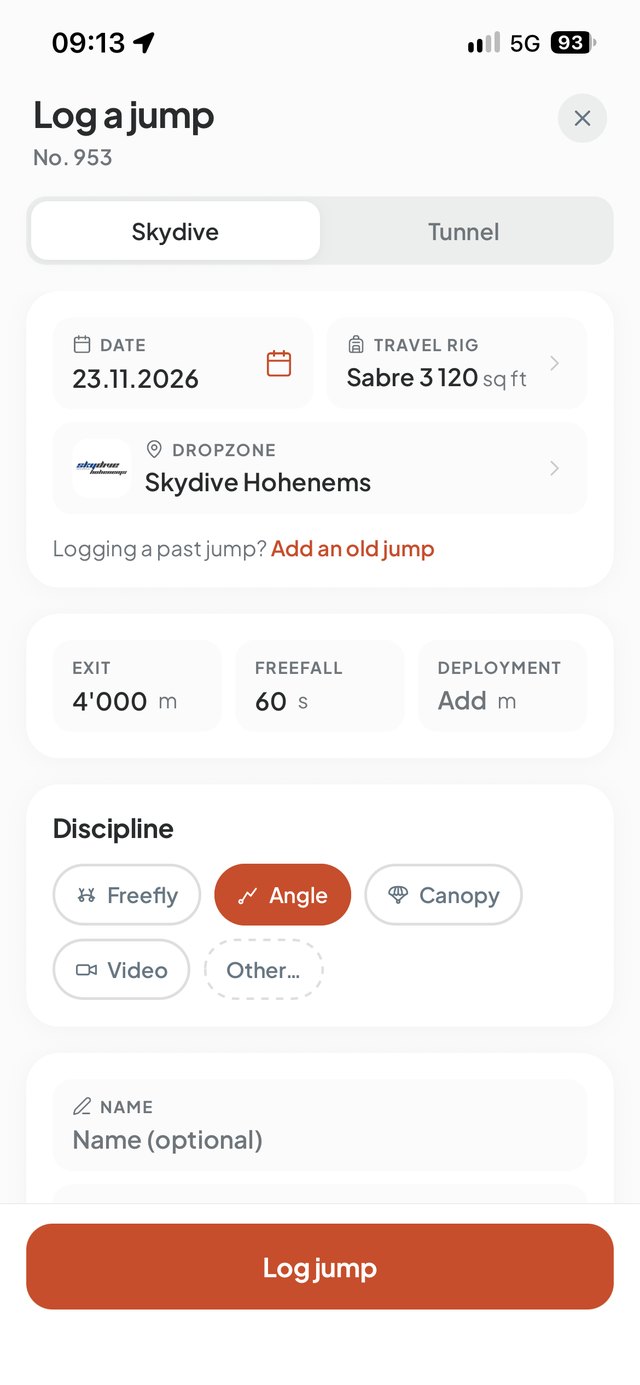 09:13
5G 93
Log a jump
No. 953
Skydive
Tunnel
DATE
23.11.2026
TRAVEL RIG
Sabre 3 120 sq ft
skydive
hohenems
DROPZONE
Skydive Hohenems
Logging a past jump? Add an old jump
EXIT
4'000 m
FREEFALL
60 s
DEPLOYMENT
Add m
Discipline
Freefly
Angle
Canopy
Video
Other...
NAME
Name (optional)
Log jump